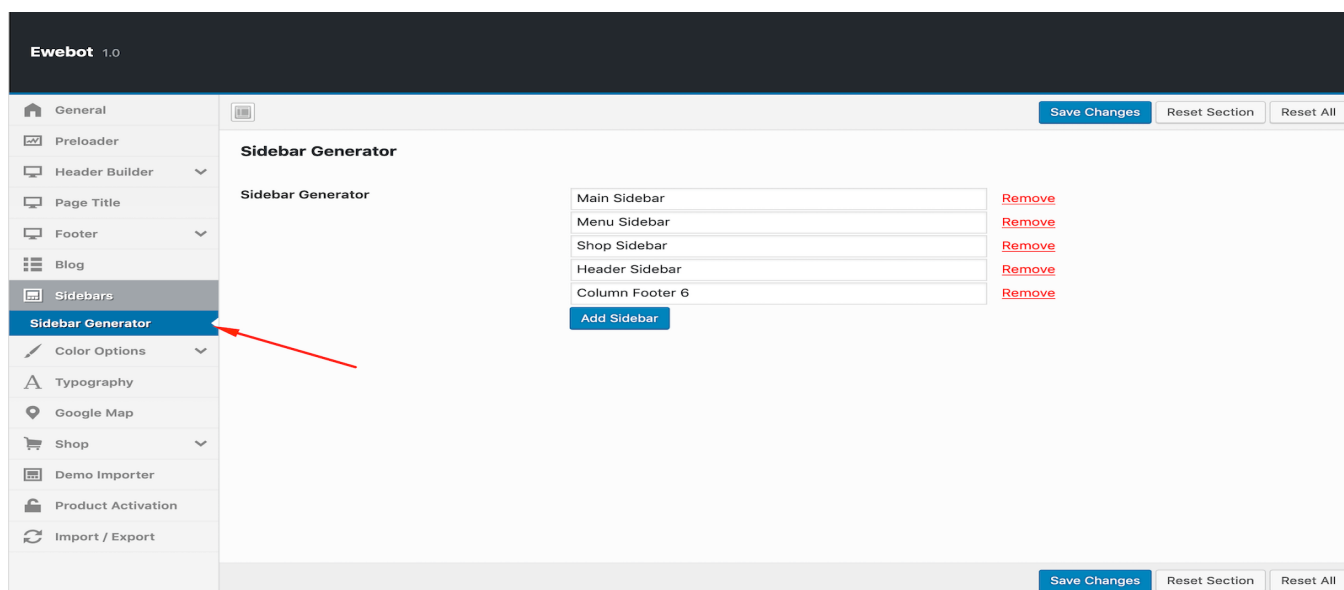 Ewebot 1.0
General
Preloader
Header Builder
Page Title
Footer
Blog
Sidebars
Sidebar Generator
Color Options
Typography
Google Map
Shop
Demo Importer
Product Activation
Import / Export
Save Changes Reset Section Reset All
Sidebar Generator
Sidebar Generator
Main Sidebar Remove
Menu Sidebar Remove
Shop Sidebar Remove
Header Sidebar Remove
Column Footer 6 Remove
Add Sidebar
Save Changes Reset Section Reset All